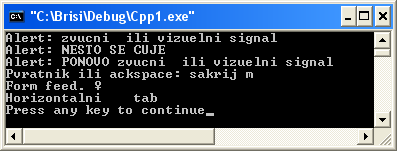 "C:\Brisi\Debug\Cpp1.exe"
Alert: zvucni  ili vizuelni signal
Alert: NESTO SE CUJE
Alert: PONOVO zvucni  ili vizuelni signal
Pvratnik ili ackspace: sakrij m
Form feed. ♀
Horizontalni    tab
Press any key to continue_